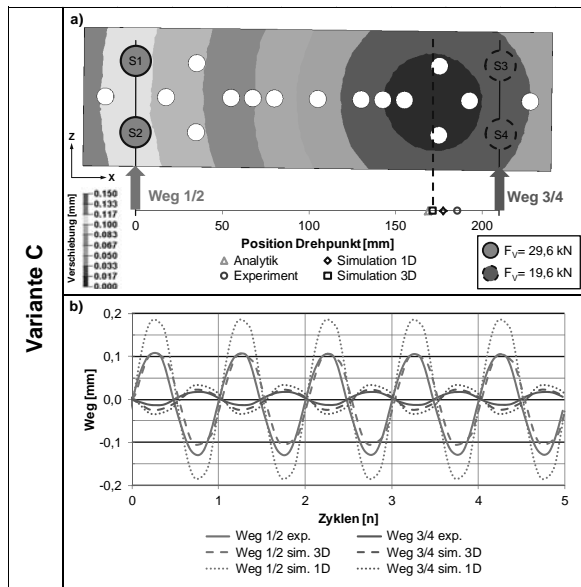 Variante C
a)
S1
S2
S3
S4
Z
X
Weg 1/2
Weg 3/4
Verschiebung [mm]
0.150
0.133
0.117
0.100
0.083
0.067
0.050
0.033
0.017
0.000
0 50 100 150 200
Position Drehpunkt [mm]
Analytik
Simulation 1D
Experiment
Simulation 3D
FV= 29,6 kN
FV= 19,6 kN
b)
Weg [mm]
0,2
0,1
0,0
-0,1
-0,2
0 1 2 3 4 5
Zyklen [n]
Weg 1/2 exp.
Weg 3/4 exp.
Weg 1/2 sim. 3D
Weg 3/4 sim. 3D
Weg 1/2 sim. 1D
Weg 3/4 sim. 1D